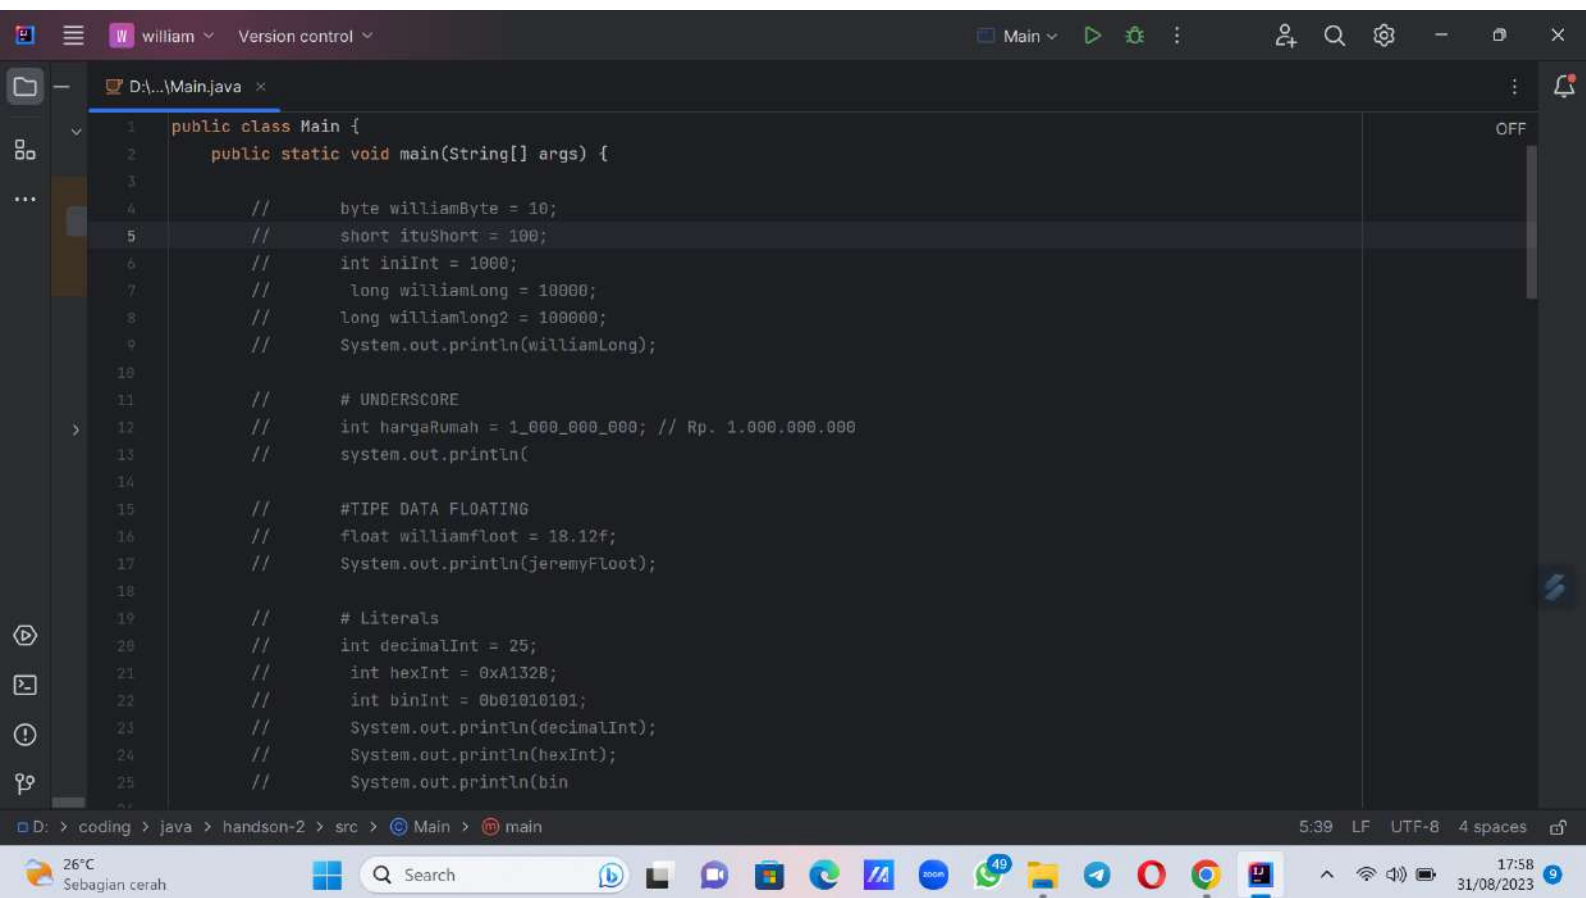 W william Version control Main
D:\...\Main.java
OFF
1 public class Main {
2 public static void main(String[] args) {
3
4 // byte williamByte = 10;
5 // short ituShort = 100;
6 // int iniInt = 1000;
7 // long williamLong = 10000;
8 // long williamlong2 = 100000;
9 // System.out.println(williamLong);
10
11 // # UNDERSCORE
12 // int hargaRumah = 1_000_000_000; // Rp. 1.000.000.000
13 // system.out.println(
14
15 // #TIPE DATA FLOATING
16 // float williamfloot = 18.12f;
17 // System.out.println(jeremyFloot);
18
19 // # Literals
20 // int decimalInt = 25;
21 // int hexInt = 0xA132B;
22 // int binInt = 0b01010101;
23 // System.out.println(decimalInt);
24 // System.out.println(hexInt);
25 // System.out.println(bin
D: > coding > java > handson-2 > src > Main > main 5:39 LF UTF-8 4 spaces
26°C
Sebagian cerah
Search
zoom
49
17:58
31/08/2023
9